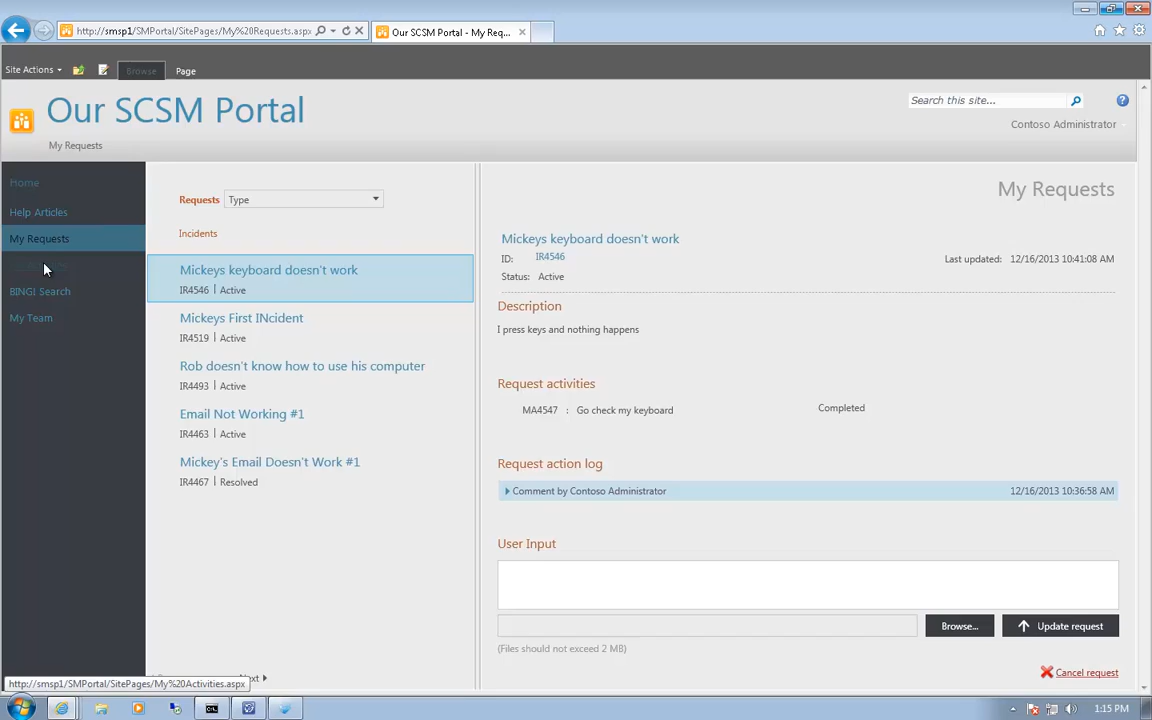 http://smsp1/SMPortal/SitePages/My%20Requests.aspx
Our SCSM Portal - My Req...
Site Actions
Browse
Page
Our SCSM Portal
Search this site...
Contoso Administrator
My Requests
Home
Help Articles
My Requests
BING! Search
My Team
Requests
Type
Incidents
Mickeys keyboard doesn't work
IR4546 | Active
Mickeys First INcident
IR4519 | Active
Rob doesn't know how to use his computer
IR4493 | Active
Email Not Working #1
IR4463 | Active
Mickey's Email Doesn't Work #1
IR4467 | Resolved
My Requests
Mickeys keyboard doesn't work
ID: IR4546
Last updated: 12/16/2013 10:41:08 AM
Status: Active
Description
I press keys and nothing happens
Request activities
MA4547 : Go check my keyboard Completed
Request action log
Comment by Contoso Administrator 12/16/2013 10:36:58 AM
User Input
Browse...
Update request
(Files should not exceed 2 MB)
Cancel request
http://smsp1/SMPortal/SitePages/My%20Activities.aspx
1:15 PM